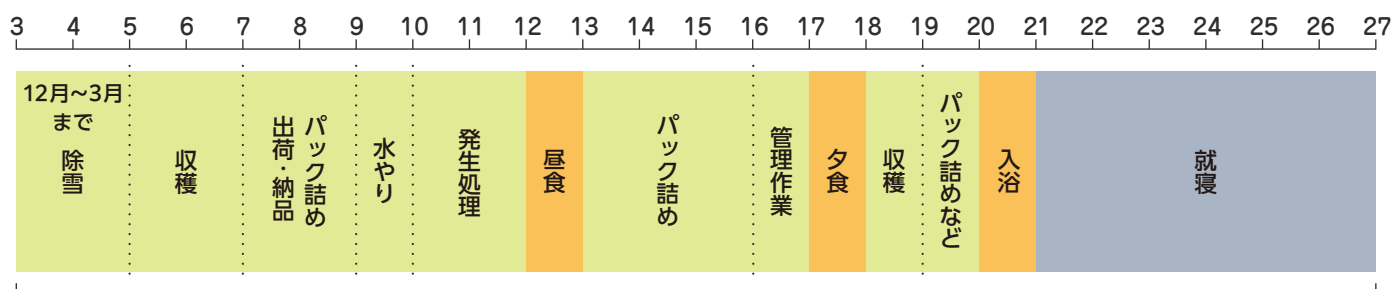 3 4 5 6 7 8 9 10 11 12 13 14 15 16 17 18 19 20 21 22 23 24 25 26 27
12月~3月
まで
除雪
収穫
パック詰め
出荷・納品
水やり
発生処理
昼食
パック詰め
管理作業
夕食
収穫
パック詰めなど
入浴
就寝